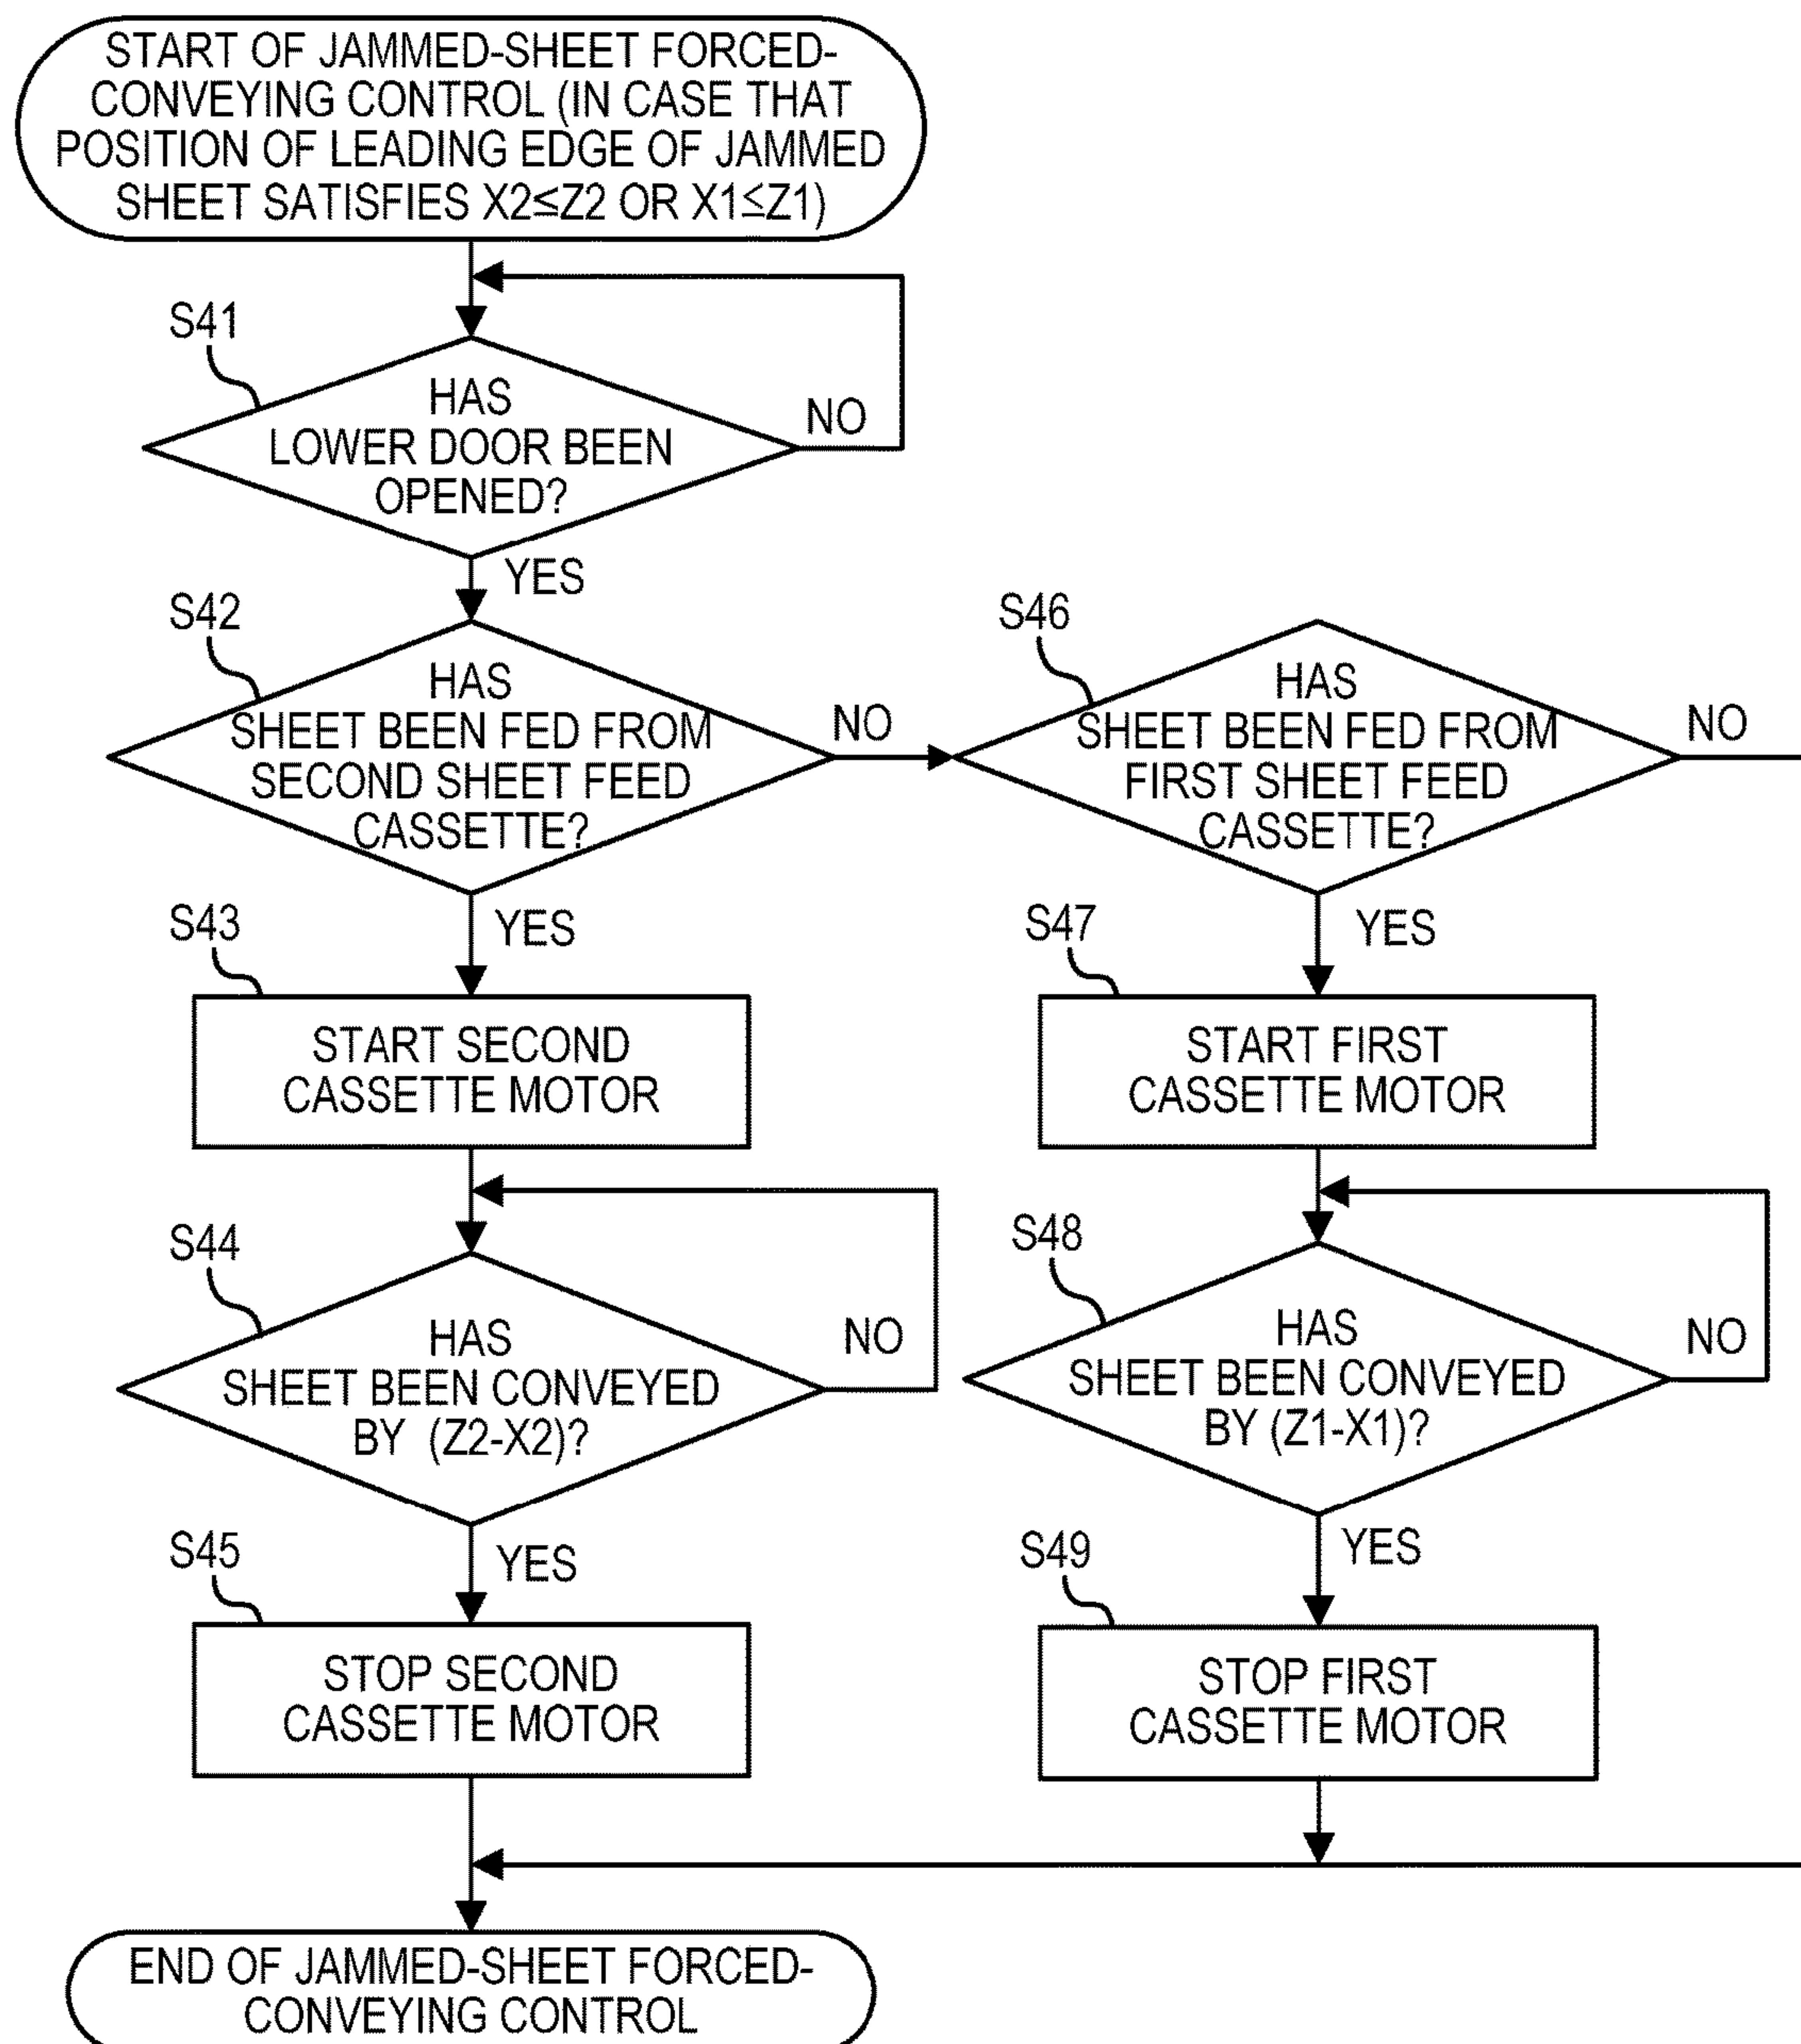 START OF JAMMED-SHEET FORCED-
CONVEYING CONTROL (IN CASE THAT
POSITION OF LEADING EDGE OF JAMMED
SHEET SATISFIES X2≦Z2 OR X1≦Z1)
S41
HAS
LOWER DOOR BEEN
OPENED?
NO
YES
S42
HAS
SHEET BEEN FED FROM
SECOND SHEET FEED
CASSETTE?
NO
S46
HAS
SHEET BEEN FED FROM
FIRST SHEET FEED
CASSETTE?
NO
YES
S43
START SECOND
CASSETTE MOTOR
YES
S47
START FIRST
CASSETTE MOTOR
S44
HAS
SHEET BEEN CONVEYED
BY (Z2-X2)?
NO
S48
HAS
SHEET BEEN CONVEYED
BY (Z1-X1)?
NO
YES
S45
STOP SECOND
CASSETTE MOTOR
YES
S49
STOP FIRST
CASSETTE MOTOR
END OF JAMMED-SHEET FORCED-
CONVEYING CONTROL